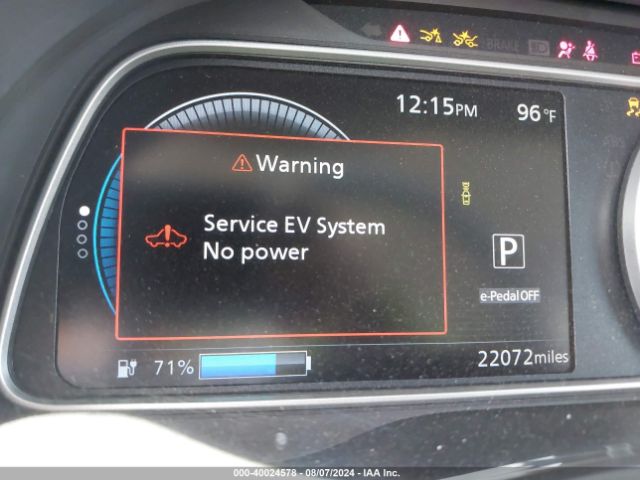 BRAKE
12:15PM
96 °F
Warning
Service EV System
No power
P
e-Pedal OFF
71%
22072miles
000-40024578 - 08/07/2024 - IAA Inc.